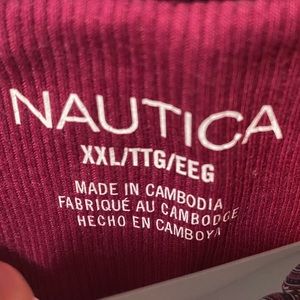 NAUTICA
XXL/TTG/EEG
MADE IN CAMBODIA
FABRIQUÉ AU CAMBODGE
HECHO EN CAMBOYA